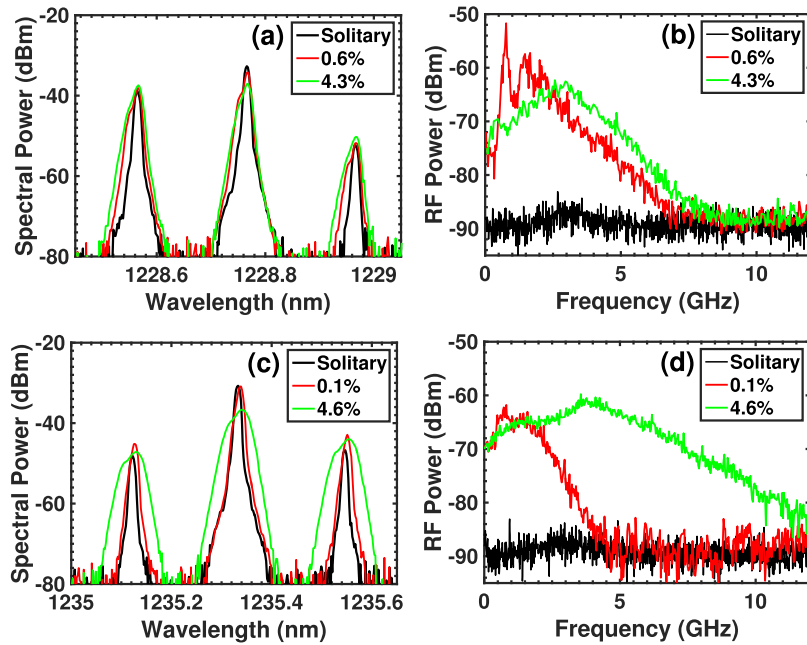 (a)
Solitary
0.6%
4.3%
-20
-40
-60
-80
Spectral Power (dBm)
1228.6
1228.8
1229
Wavelength (nm)
(b)
Solitary
0.6%
4.3%
-50
-60
-70
-80
-90
RF Power (dBm)
0
5
10
Frequency (GHz)
(c)
Solitary
0.1%
4.6%
-20
-40
-60
-80
Spectral Power (dBm)
1235
1235.2
1235.4
1235.6
Wavelength (nm)
(d)
Solitary
0.1%
4.6%
-50
-60
-70
-80
-90
RF Power (dBm)
0
5
10
Frequency (GHz)